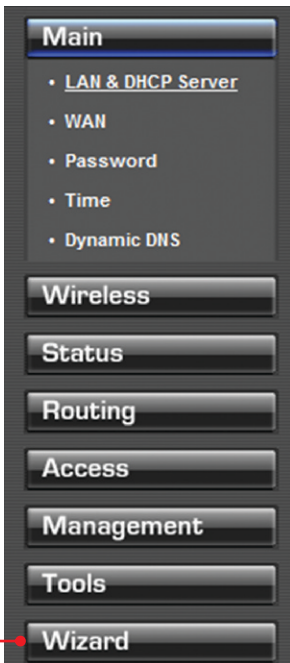 Main
• LAN & DHCP Server
• WAN
• Password
• Time
• Dynamic DNS
Wireless
Status
Routing
Access
Management
Tools
Wizard